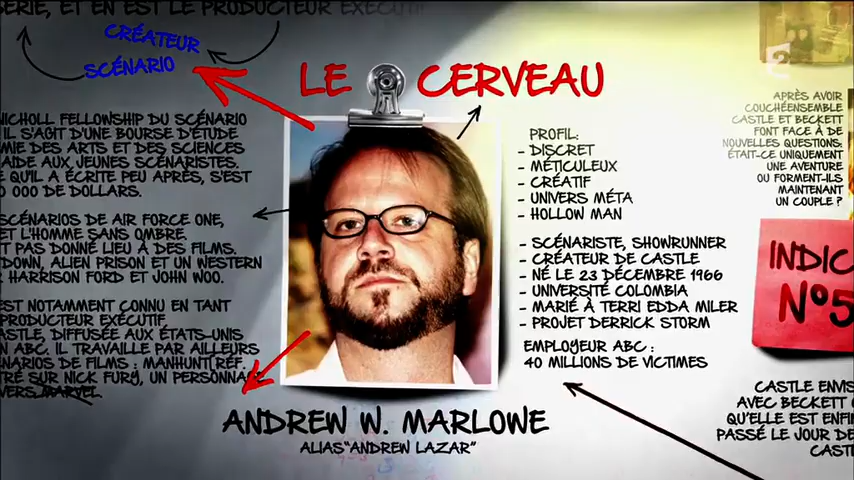 SÉRIE, ET EN EST LE PRODUCTEUR EXÉCUTIF
CRÉATEUR
SCÉNARIO
LE CERVEAU
NICHOLL FELLOWSHIP DU SCÉNARIO
IL S'AGIT D'UNE BOURSE D'ÉTUDE
MIE DES ARTS ET DES SCIENCES
AIDE AUX JEUNES SCÉNARISTES.
QU'IL A ÉCRITE PEU APRÈS, S'EST
0 000 DE DOLLARS.
SCÉNARIOS DE AIR FORCE ONE,
ET L'HOMME SANS OMBRE.
T PAS DONNÉ LIEU À DES FILMS.
DOWN, ALIEN PRISON ET UN WESTERN
HARRISON FORD ET JOHN WOO.
EST NOTAMMENT CONNU EN TANT
PRODUCTEUR EXÉCUTIF
ASTLE, DIFFUSÉE AUX ÉTATS-UNIS
N ABC. IL TRAVAILLE PAR AILLEURS
NARIOS DE FILMS : MANHUNT(RÉF.
TRÉ SUR NICK FURY, UN PERSONNAGE
VERS MARVEL.
PROFIL:
- DISCRET
- MÉTICULEUX
- CRÉATIF
- UNIVERS MÉTA
- HOLLOW MAN
- SCÉNARISTE, SHOWRUNNER
- CRÉATEUR DE CASTLE
- NÉ LE 23 DÉCEMBRE 1966
- UNIVERSITÉ COLOMBIA
- MARIÉ À TERRI EDDA MILER
- PROJET DERRICK STORM
EMPLOYEUR ABC :
40 MILLIONS DE VICTIMES
ANDREW W. MARLOWE
ALIAS"ANDREW LAZAR"
2
APRÈS AVOIR
COUCHÉENSEMBLE
CASTLE ET BECKETT
FONT FACE À DE
NOUVELLES QUESTIONS:
ÉTAIT-CE UNIQUEMENT
UNE AVENTURE
OU FORMENT-ILS
MAINTENANT
UN COUPLE ?
INDIC
N°5
CASTLE ENVIS
AVEC BECKETT
QU'ELLE EST ENFIN
PASSÉ LE JOUR DE
CAST